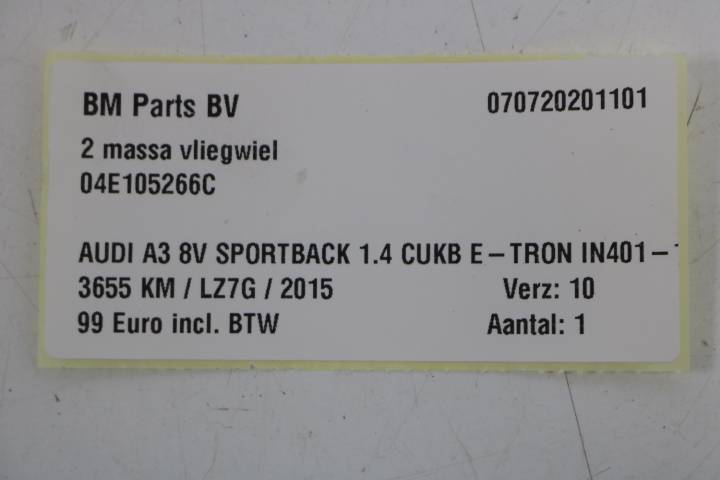 BM Parts BV 070720201101
2 massa vliegwiel
04E105266C
AUDI A3 8V SPORTBACK 1.4 CUKB E-TRON IN401-
3655 KM / LZ7G / 2015 Verz: 10
99 Euro incl. BTW Aantal: 1